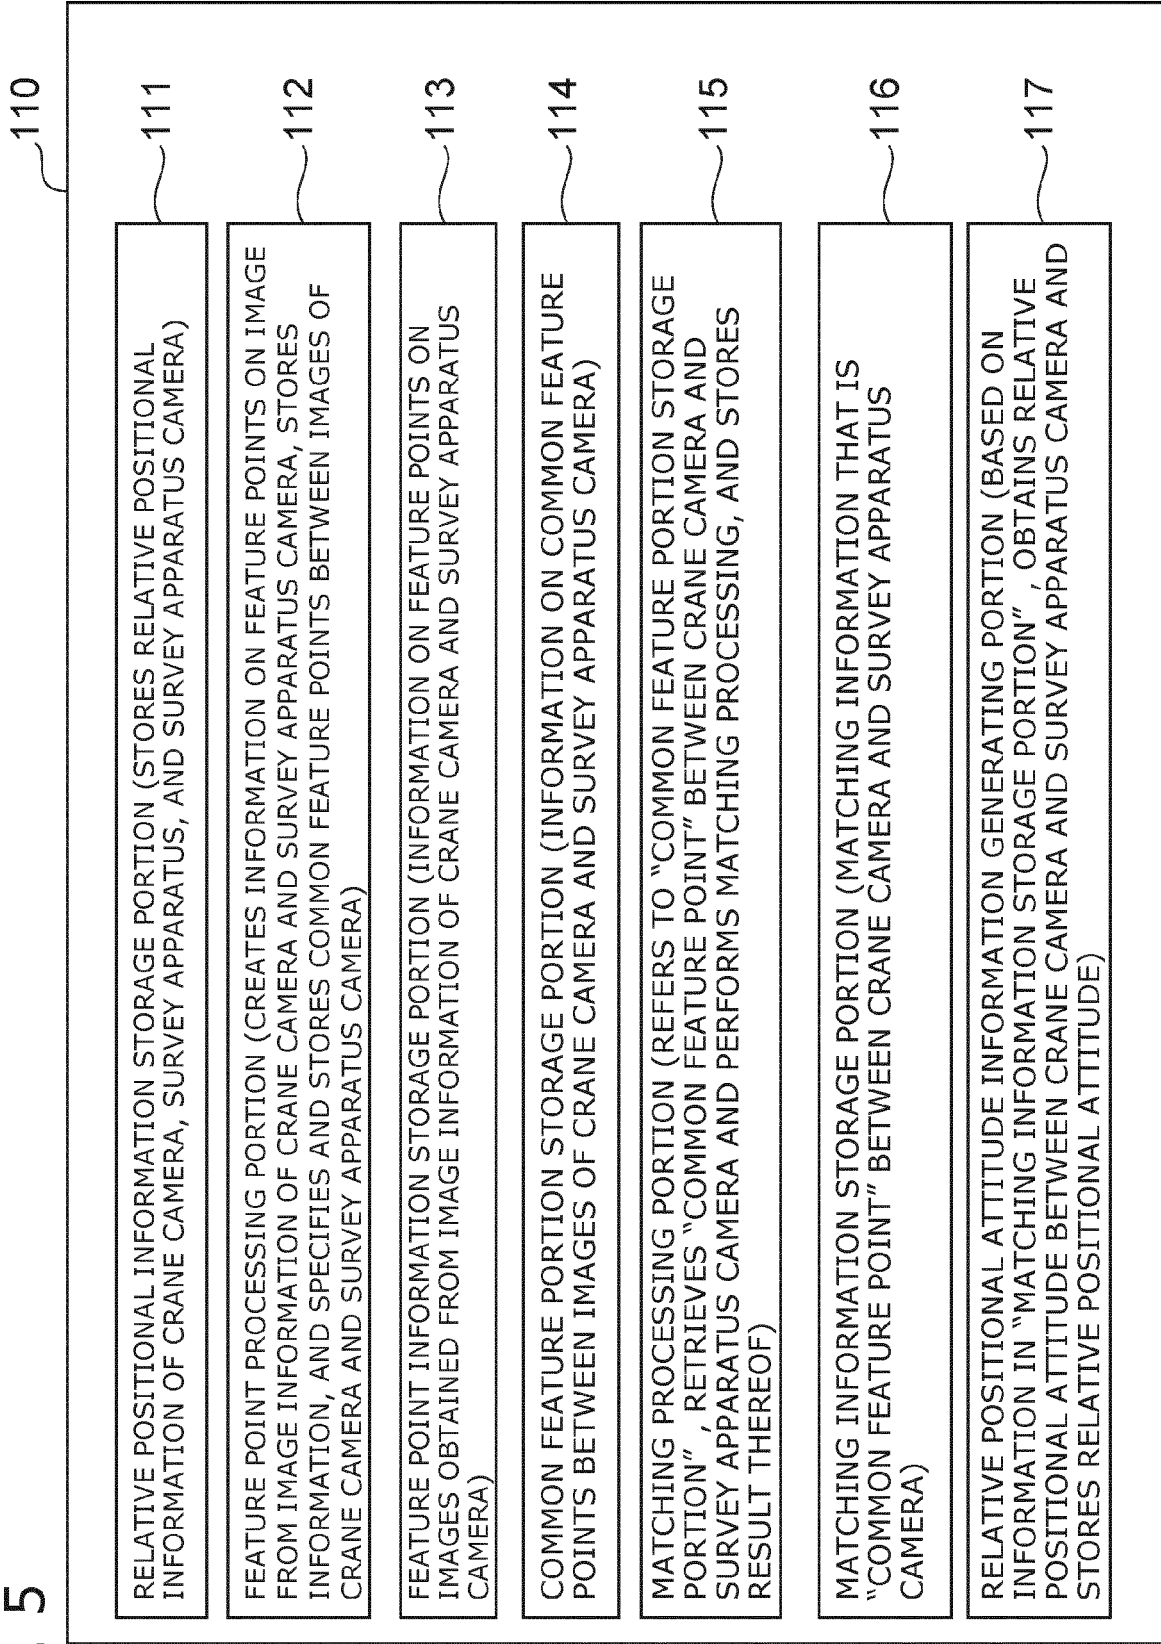 . 5
110
RELATIVE POSITIONAL INFORMATION STORAGE PORTION (STORES RELATIVE POSITIONAL
INFORMATION OF CRANE CAMERA, SURVEY APPARATUS, AND SURVEY APPARATUS CAMERA)
111
FEATURE POINT PROCESSING PORTION (CREATES INFORMATION ON FEATURE POINTS ON IMAGE
FROM IMAGE INFORMATION OF CRANE CAMERA AND SURVEY APPARATUS CAMERA, STORES
INFORMATION, AND SPECIFIES AND STORES COMMON FEATURE POINTS BETWEEN IMAGES OF
CRANE CAMERA AND SURVEY APPARATUS CAMERA)
112
FEATURE POINT INFORMATION STORAGE PORTION (INFORMATION ON FEATURE POINTS ON
IMAGES OBTAINED FROM IMAGE INFORMATION OF CRANE CAMERA AND SURVEY APPARATUS
CAMERA)
113
COMMON FEATURE PORTION STORAGE PORTION (INFORMATION ON COMMON FEATURE
POINTS BETWEEN IMAGES OF CRANE CAMERA AND SURVEY APPARATUS CAMERA)
114
MATCHING PROCESSING PORTION (REFERS TO "COMMON FEATURE PORTION STORAGE
PORTION", RETRIEVES "COMMON FEATURE POINT" BETWEEN CRANE CAMERA AND
SURVEY APPARATUS CAMERA AND PERFORMS MATCHING PROCESSING, AND STORES
RESULT THEREOF)
115
MATCHING INFORMATION STORAGE PORTION (MATCHING INFORMATION THAT IS
"COMMON FEATURE POINT" BETWEEN CRANE CAMERA AND SURVEY APPARATUS
CAMERA)
116
RELATIVE POSITIONAL ATTITUDE INFORMATION GENERATING PORTION (BASED ON
INFORMATION IN "MATCHING INFORMATION STORAGE PORTION", OBTAINS RELATIVE
POSITIONAL ATTITUDE BETWEEN CRANE CAMERA AND SURVEY APPARATUS CAMERA AND
STORES RELATIVE POSITIONAL ATTITUDE)
117